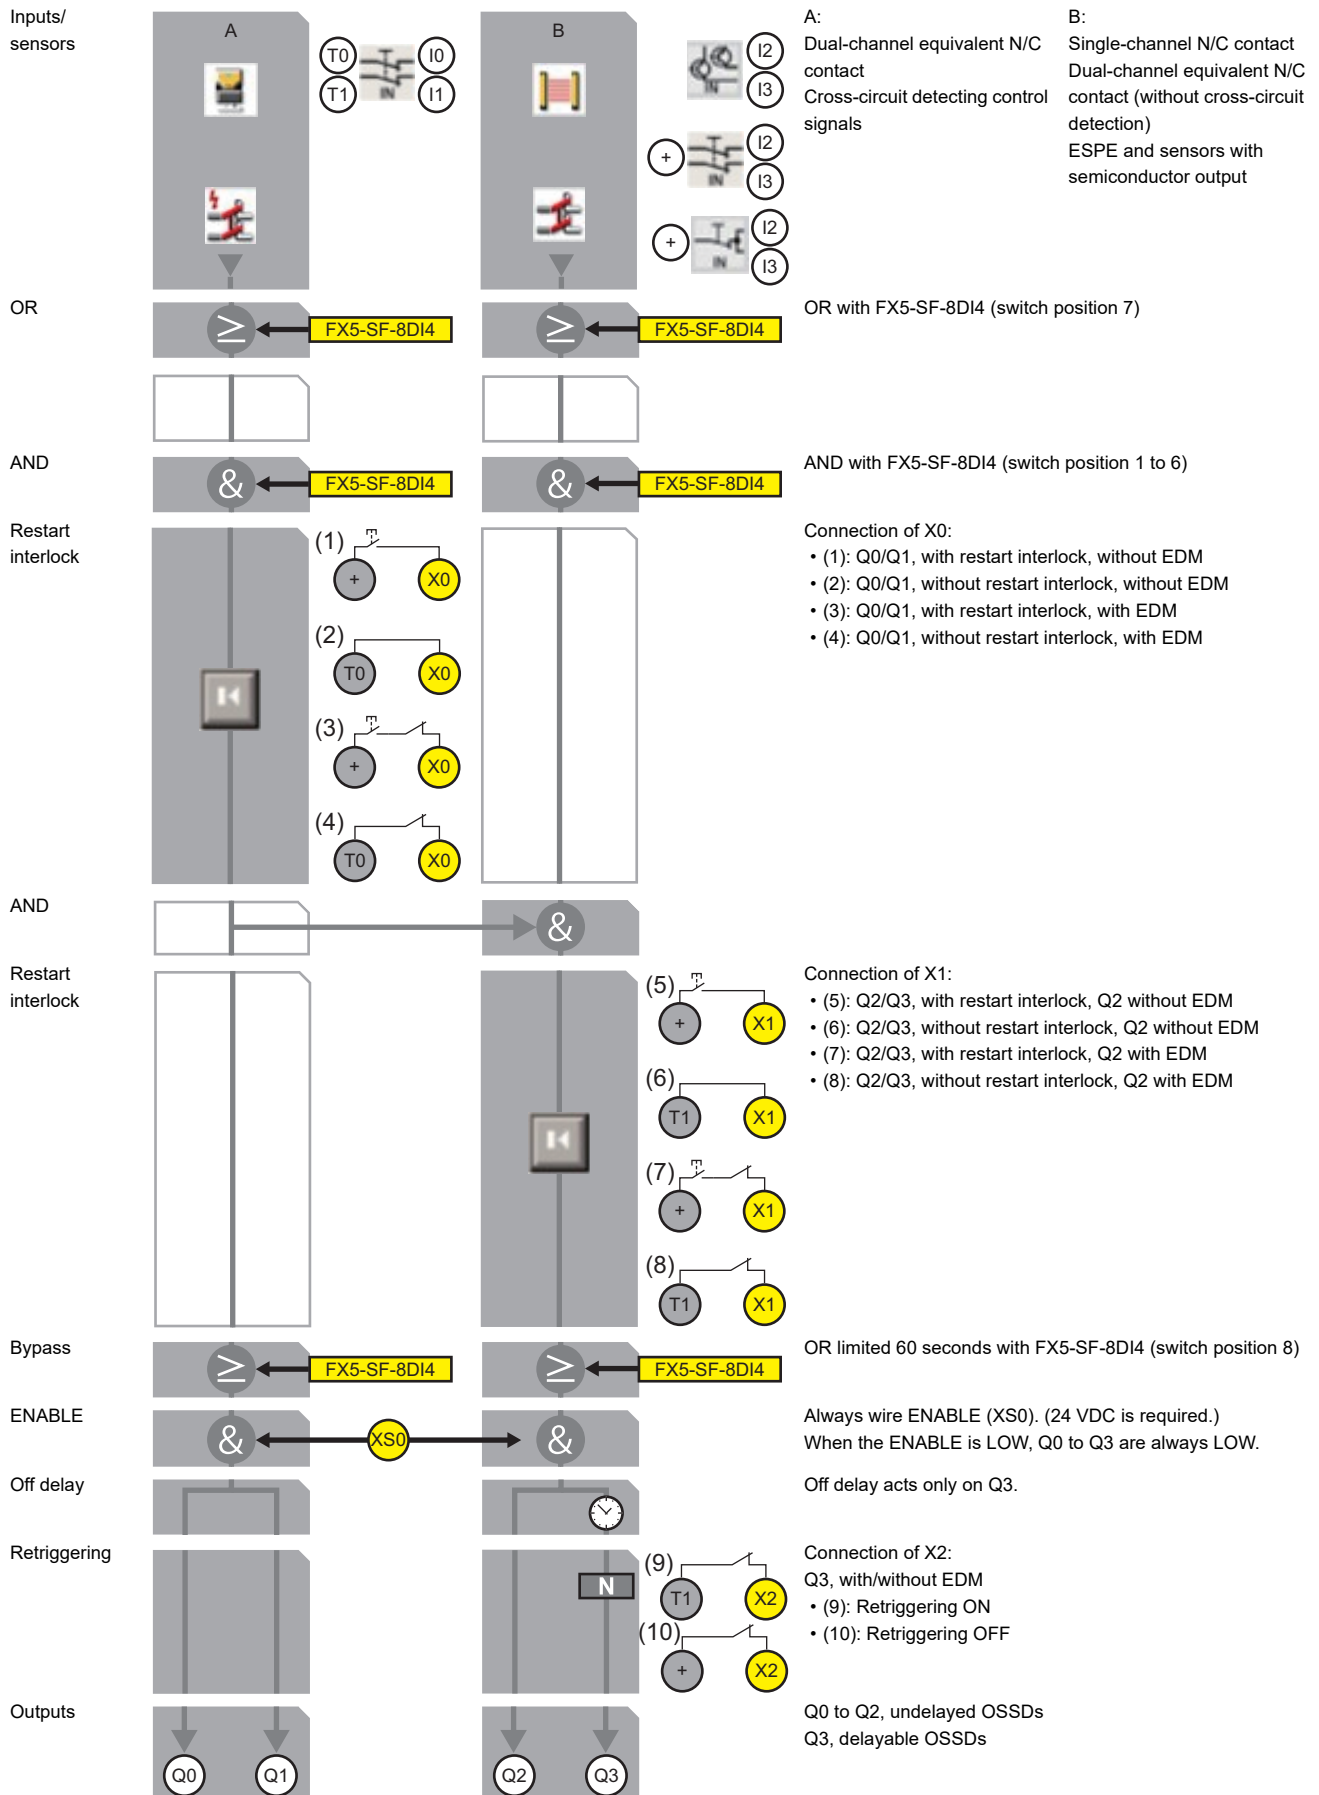 Inputs/
sensors
A
T0
I0
T1
I1
IN
B
I2
I3
+
I2
I3
IN
+
I2
I3
IN
A:
Dual-channel equivalent N/C
contact
Cross-circuit detecting control
signals
B:
Single-channel N/C contact
Dual-channel equivalent N/C
contact (without cross-circuit
detection)
ESPE and sensors with
semiconductor output
OR
≥
FX5-SF-8DI4
≥
FX5-SF-8DI4
OR with FX5-SF-8DI4 (switch position 7)
AND
&
FX5-SF-8DI4
&
FX5-SF-8DI4
AND with FX5-SF-8DI4 (switch position 1 to 6)
Restart
interlock
(1)
+
X0
(2)
T0
X0
(3)
+
X0
(4)
T0
X0
Connection of X0:
• (1): Q0/Q1, with restart interlock, without EDM
• (2): Q0/Q1, without restart interlock, without EDM
• (3): Q0/Q1, with restart interlock, with EDM
• (4): Q0/Q1, without restart interlock, with EDM
AND
&
Restart
interlock
(5)
+
X1
(6)
T1
X1
(7)
+
X1
(8)
T1
X1
Connection of X1:
• (5): Q2/Q3, with restart interlock, Q2 without EDM
• (6): Q2/Q3, without restart interlock, Q2 without EDM
• (7): Q2/Q3, with restart interlock, Q2 with EDM
• (8): Q2/Q3, without restart interlock, Q2 with EDM
Bypass
≥
FX5-SF-8DI4
≥
FX5-SF-8DI4
OR limited 60 seconds with FX5-SF-8DI4 (switch position 8)
ENABLE
&
XS0
&
Always wire ENABLE (XS0). (24 VDC is required.)
When the ENABLE is LOW, Q0 to Q3 are always LOW.
Off delay
Off delay acts only on Q3.
Retriggering
N
(9)
T1
X2
(10)
+
X2
Connection of X2:
Q3, with/without EDM
• (9): Retriggering ON
• (10): Retriggering OFF
Outputs
Q0
Q1
Q2
Q3
Q0 to Q2, undelayed OSSDs
Q3, delayable OSSDs